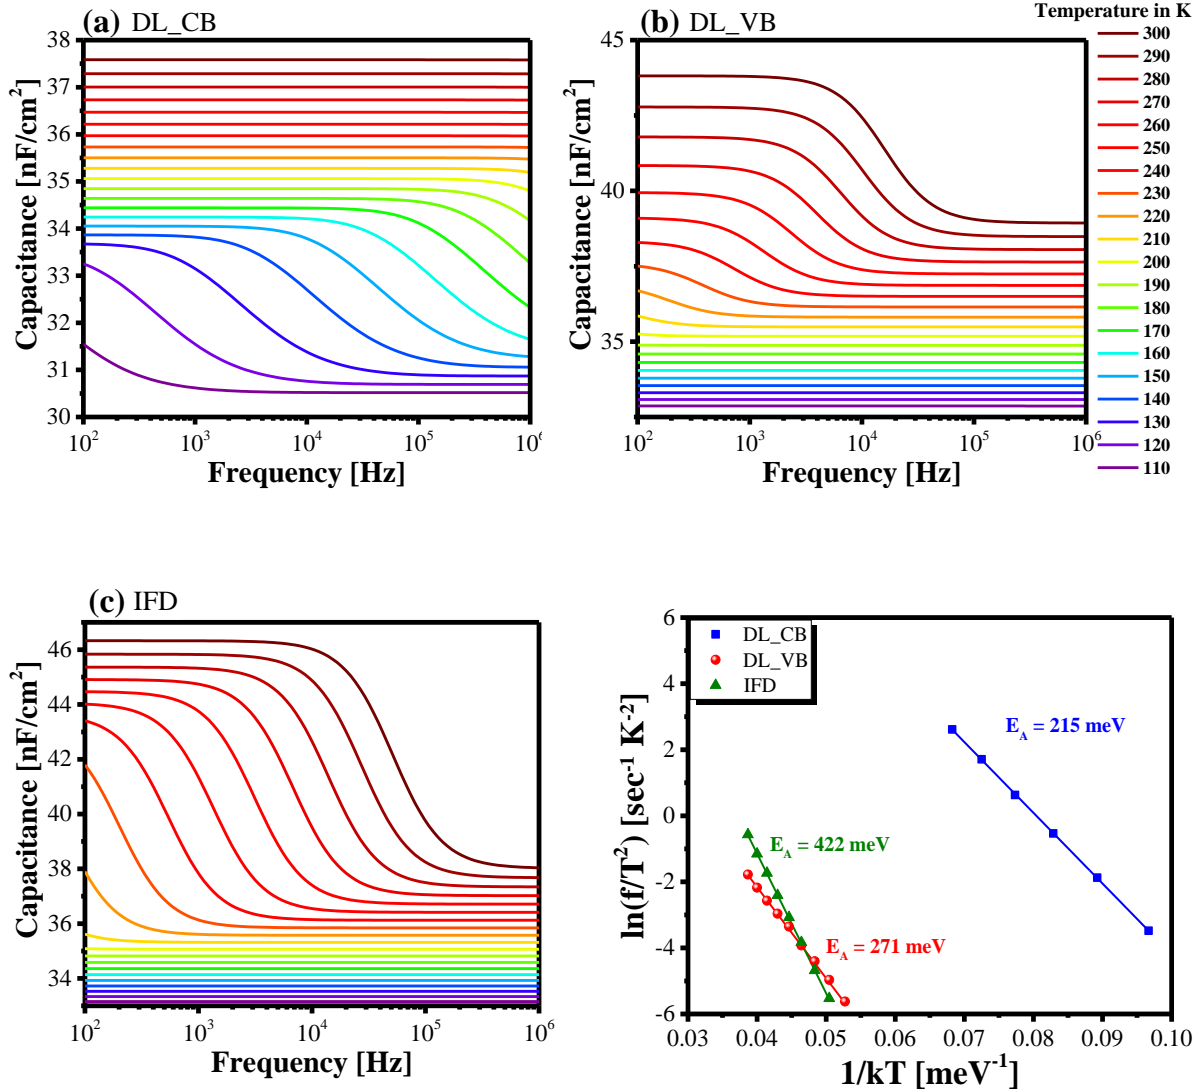 (a) DL_CB
Capacitance [nF/cm²]
38
37
36
35
34
33
32
31
30
10² 10³ 10⁴ 10⁵ 10⁶
Frequency [Hz]
(b) DL_VB
Capacitance [nF/cm²]
45
40
35
10² 10³ 10⁴ 10⁵ 10⁶
Frequency [Hz]
Temperature in K
300
290
280
270
260
250
240
230
220
210
200
190
180
170
160
150
140
130
120
110
(c) IFD
Capacitance [nF/cm²]
46
44
42
40
38
36
34
10² 10³ 10⁴ 10⁵ 10⁶
Frequency [Hz]
ln(f/T²) [sec⁻¹ K⁻²]
6
4
2
0
-2
-4
-6
DL_CB
DL_VB
IFD
E_A = 215 meV
E_A = 422 meV
E_A = 271 meV
0.03 0.04 0.05 0.06 0.07 0.08 0.09 0.10
1/kT [meV⁻¹]